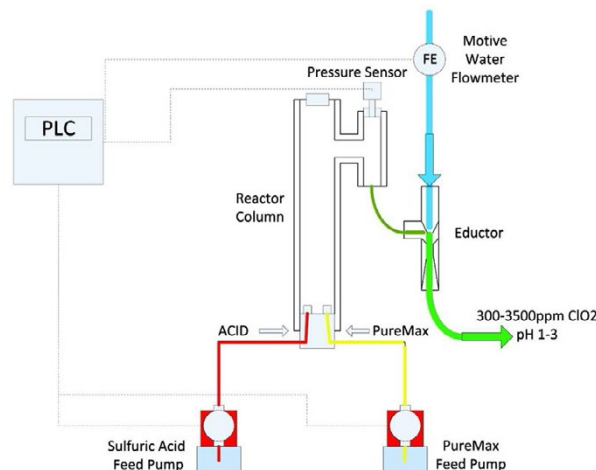 Motive
Water
Flowmeter
FE
Pressure Sensor
PLC
Reactor
Column
Eductor
300-3500ppm ClO2
pH 1-3
ACID
PureMax
Sulfuric Acid
Feed Pump
PureMax
Feed Pump